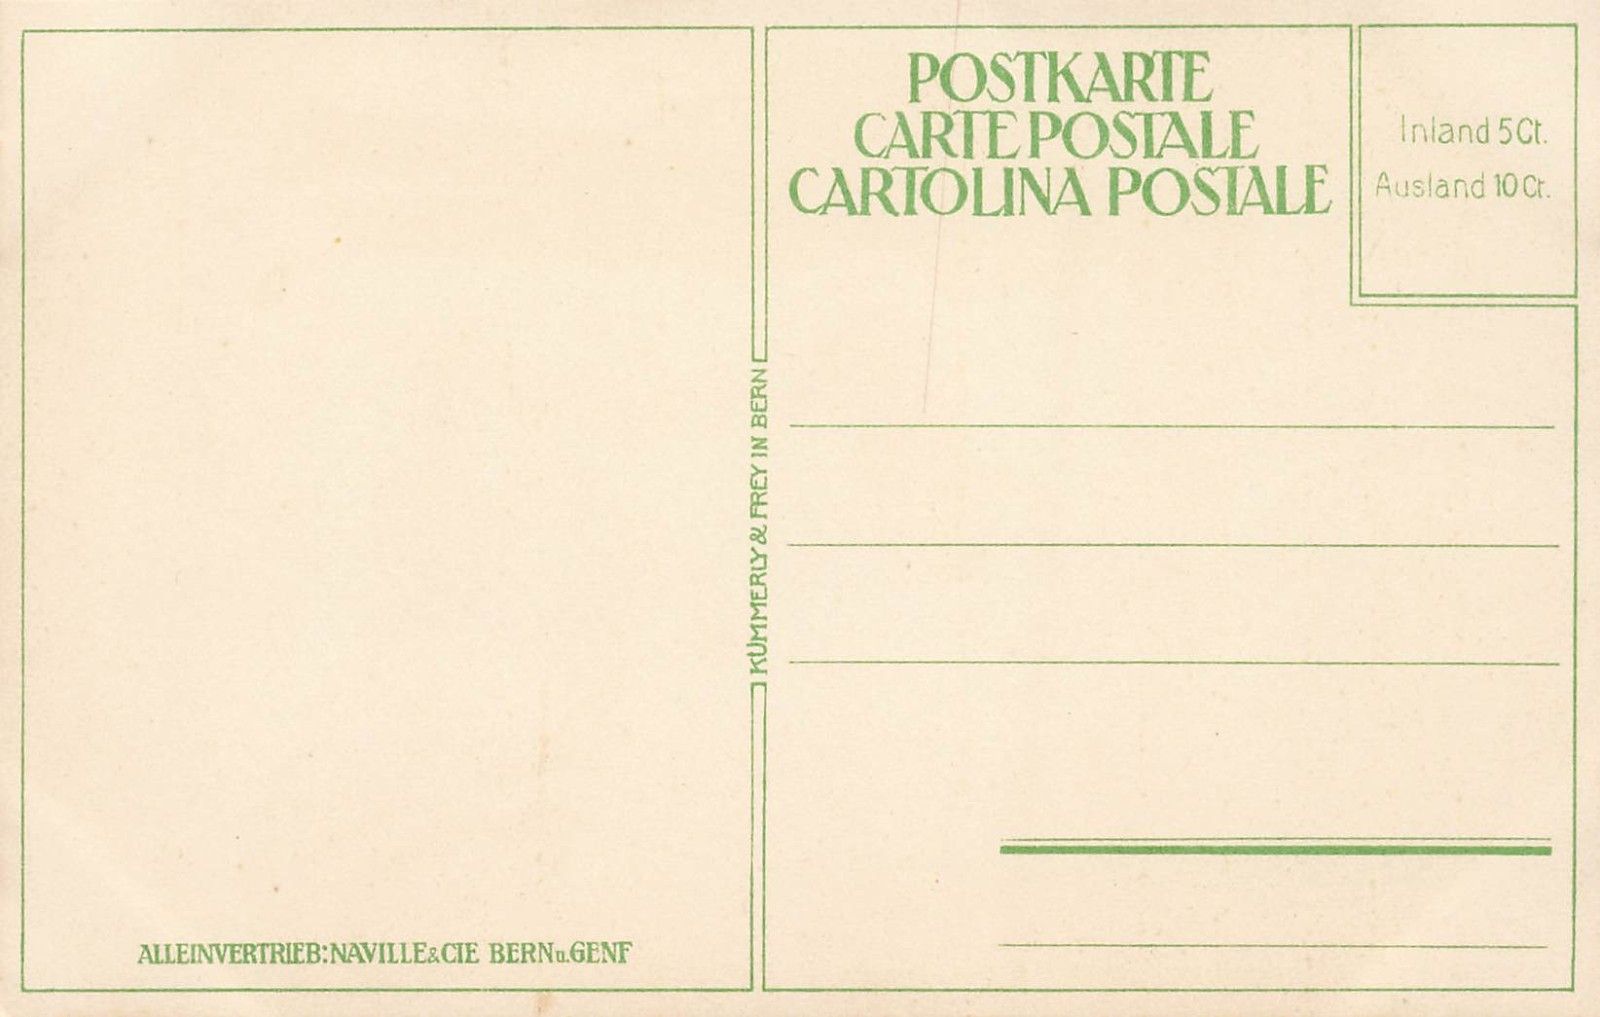 POSTKARTE
CARTE POSTALE
CARTOLINA POSTALE
Inland 5 Ct.
Ausland 10 Ct.
KÜMMERLY & FREY IN BERN
ALLEINVERTRIEB: NAVILLE & CIE BERN u. GENF